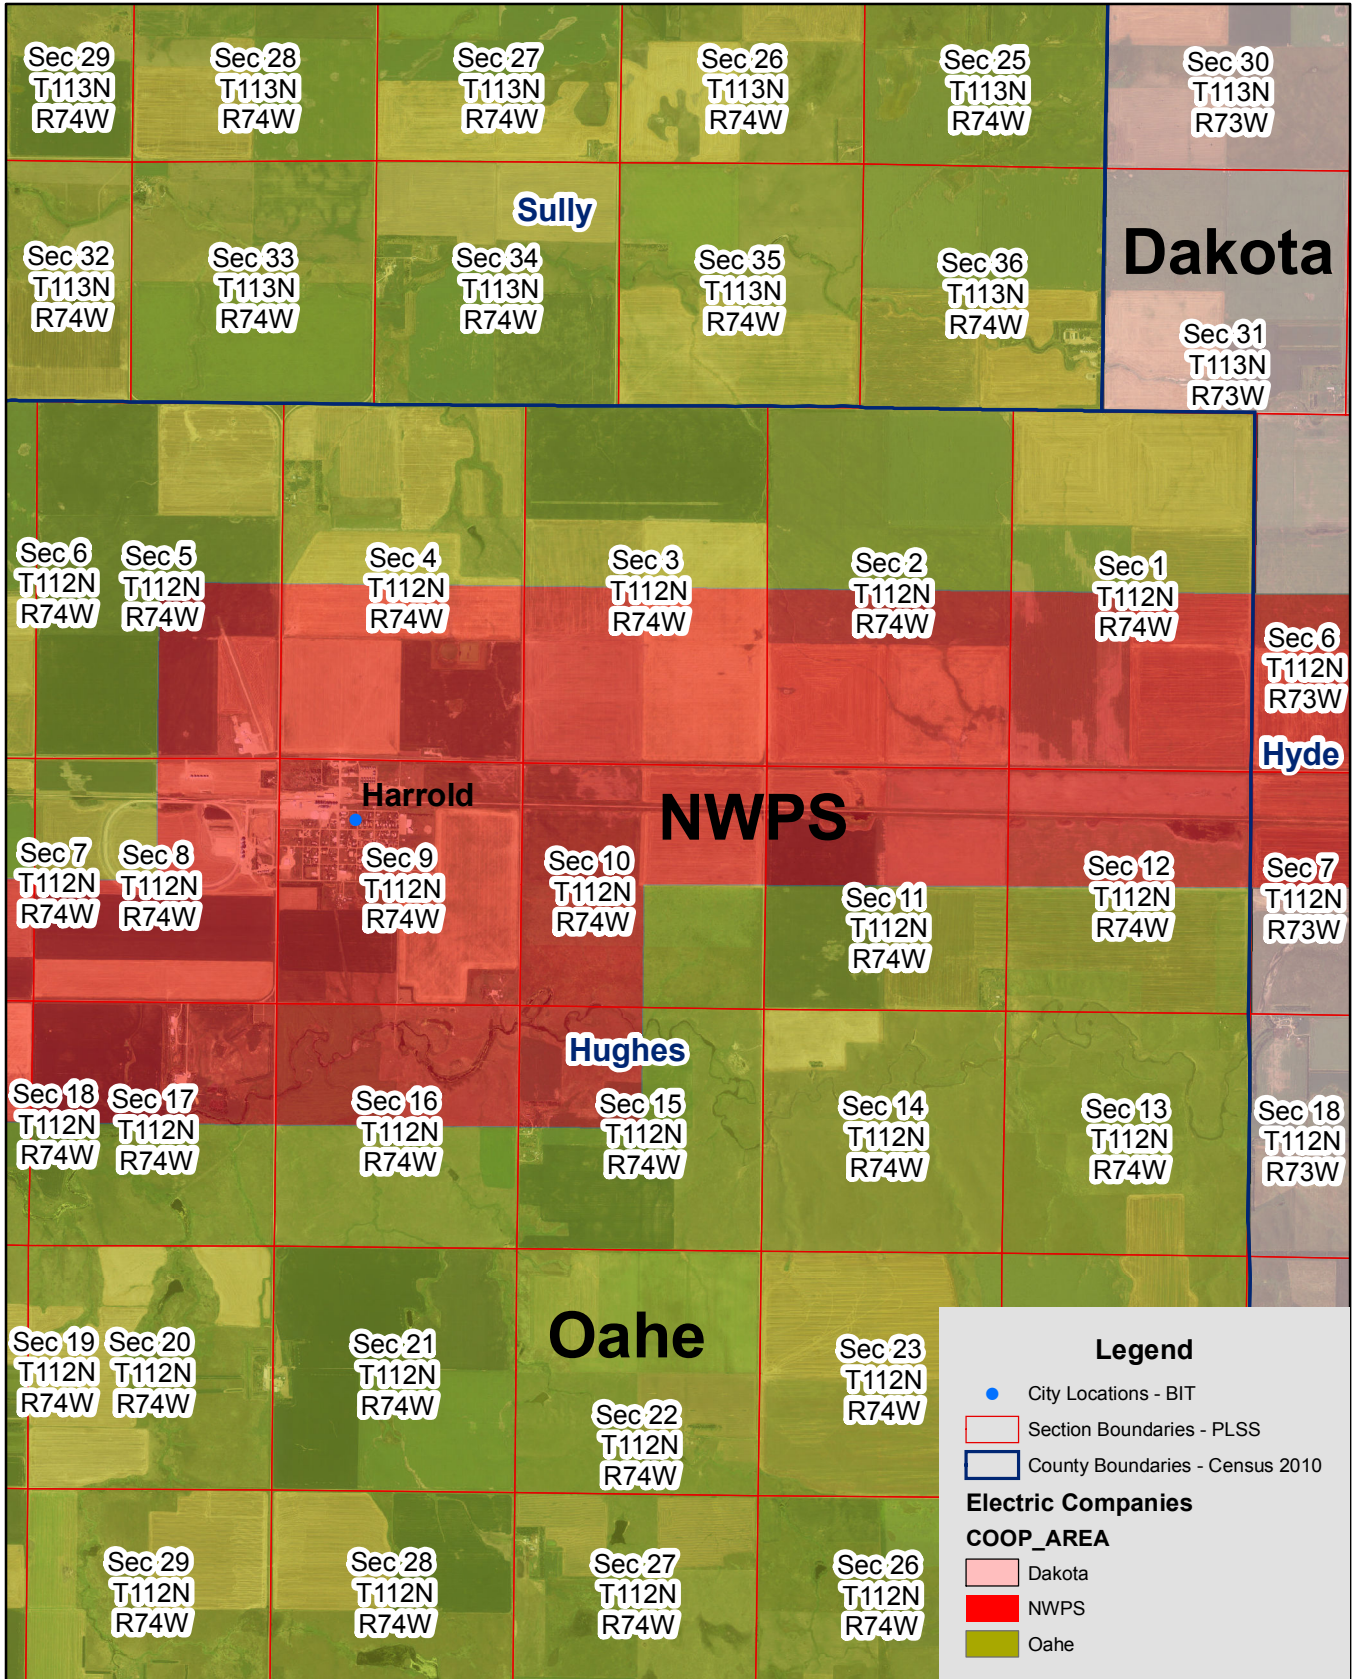 Sec 29
T113N
R74W
Sec 28
T113N
R74W
Sec 27
T113N
R74W
Sec 26
T113N
R74W
Sec 25
T113N
R74W
Sec 30
T113N
R73W
Sully
Dakota
Sec 32
T113N
R74W
Sec 33
T113N
R74W
Sec 34
T113N
R74W
Sec 35
T113N
R74W
Sec 36
T113N
R74W
Sec 31
T113N
R73W
Sec 6
T112N
R74W
Sec 5
T112N
R74W
Sec 4
T112N
R74W
Sec 3
T112N
R74W
Sec 2
T112N
R74W
Sec 1
T112N
R74W
Sec 6
T112N
R73W
Hyde
Harrold
NWPS
Sec 7
T112N
R74W
Sec 8
T112N
R74W
Sec 9
T112N
R74W
Sec 10
T112N
R74W
Sec 11
T112N
R74W
Sec 12
T112N
R74W
Sec 7
T112N
R73W
Hughes
Sec 18
T112N
R74W
Sec 17
T112N
R74W
Sec 16
T112N
R74W
Sec 15
T112N
R74W
Sec 14
T112N
R74W
Sec 13
T112N
R74W
Sec 18
T112N
R73W
Oahe
Sec 19
T112N
R74W
Sec 20
T112N
R74W
Sec 21
T112N
R74W
Sec 22
T112N
R74W
Sec 23
T112N
R74W
Sec 29
T112N
R74W
Sec 28
T112N
R74W
Sec 27
T112N
R74W
Sec 26
T112N
R74W
Legend
City Locations - BIT
Section Boundaries - PLSS
County Boundaries - Census 2010
Electric Companies
COOP_AREA
Dakota
NWPS
Oahe